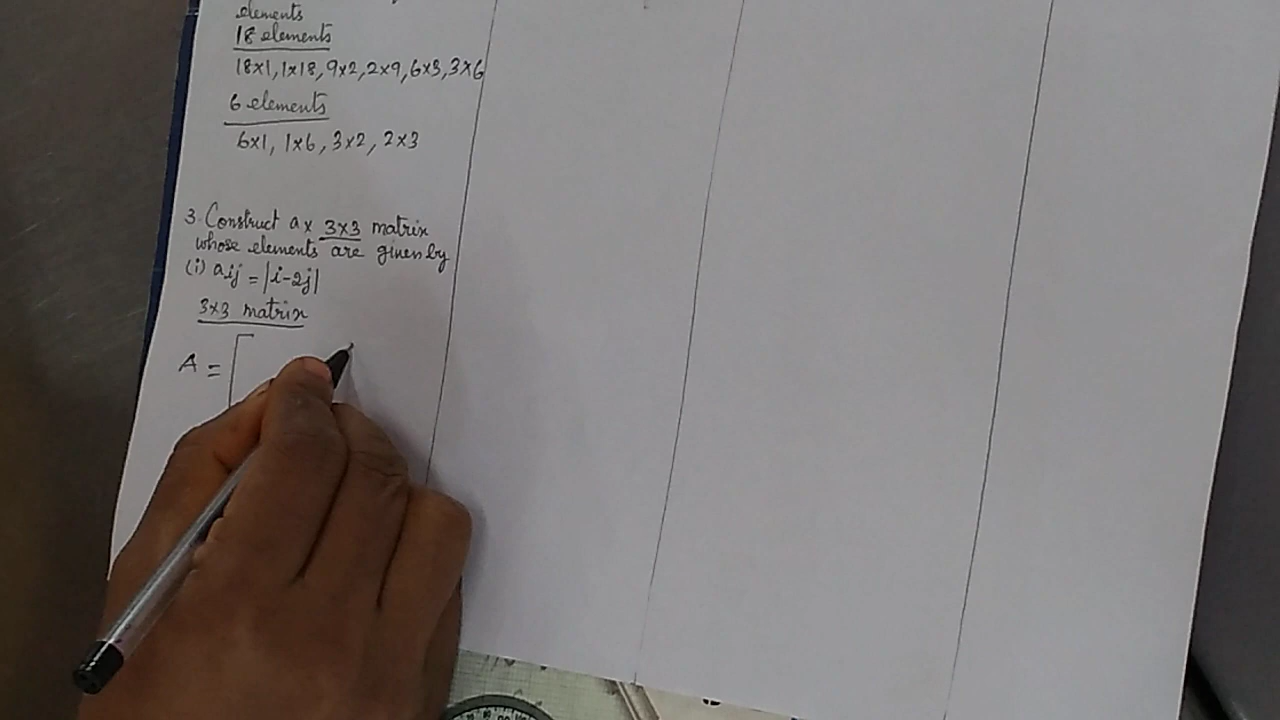 elements
18 elements
18×1, 1×18, 9×2, 2×9, 6×3, 3×6
6 elements
6×1, 1×6, 3×2, 2×3
3. Construct a x 3×3 matrix
whose elements are given by
(i) aij = |i-2j|
3×3 matrix
A = [